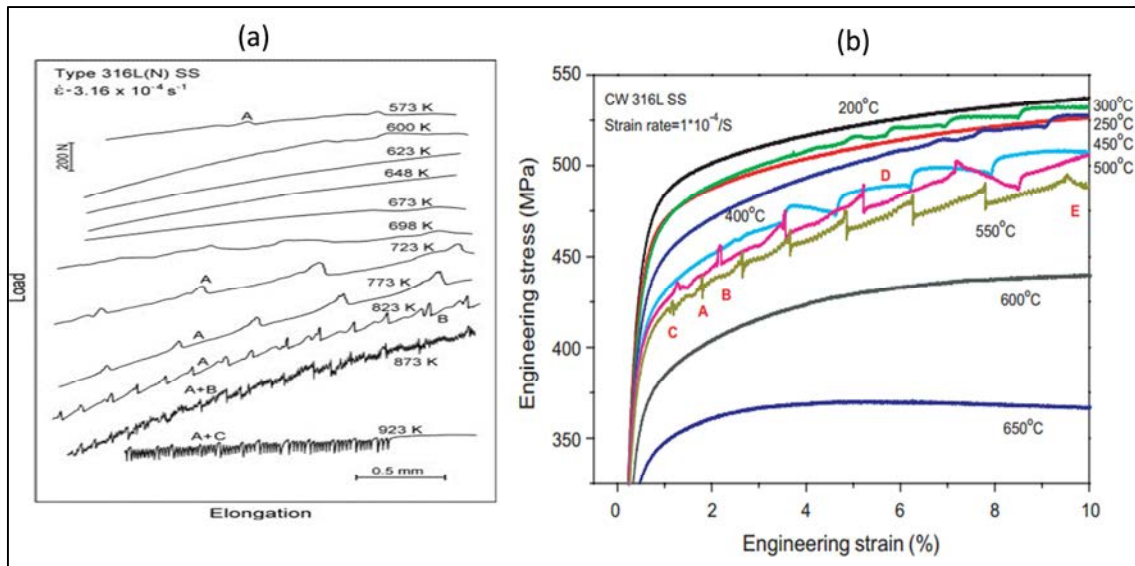 (a)
Type 316L(N) SS
ε̇-3.16 x 10⁻⁴ s⁻¹
200 N
A
573 K
600 K
623 K
648 K
673 K
698 K
723 K
A
773 K
A
823 K
B
A
873 K
A+B
A+C
923 K
0.5 mm
Load
Elongation
(b)
550
500
450
400
350
Engineering stress (MPa)
CW 316L SS
Strain rate=1*10⁻⁴/S
200°C
300°C
250°C
450°C
500°C
400°C
D
550°C
E
C
A
B
600°C
650°C
0
2
4
6
8
10
Engineering strain (%)